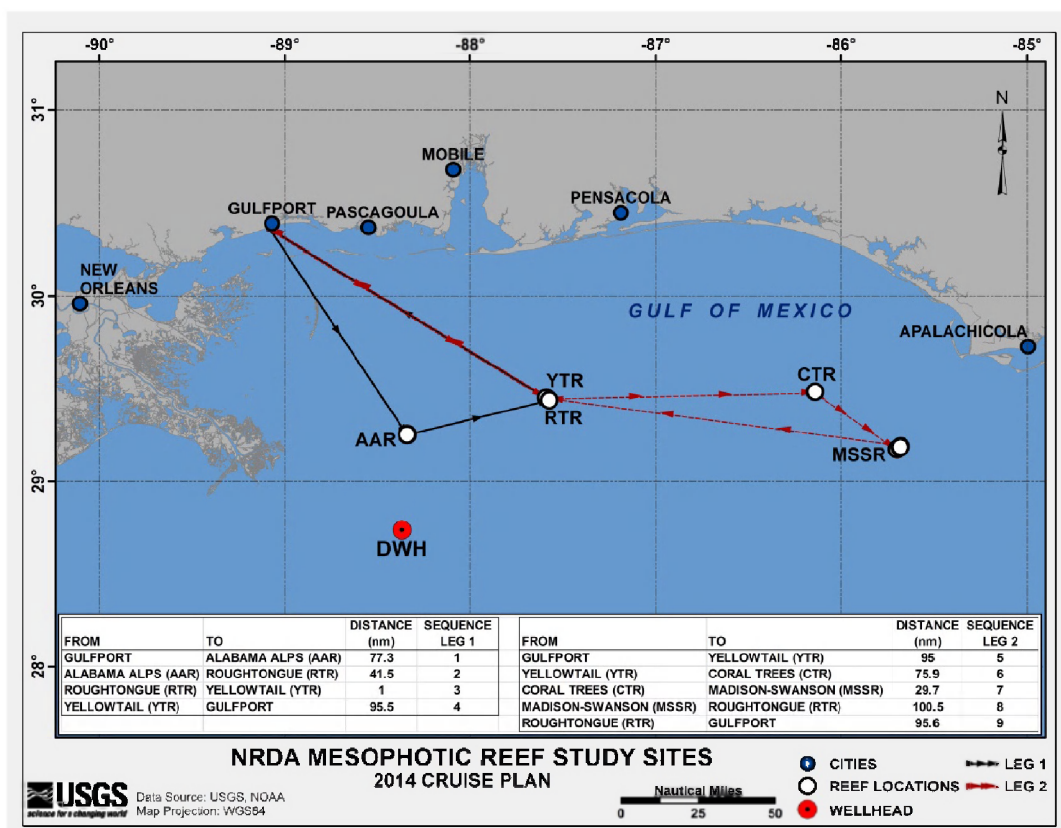 -90° -89° -88° -87° -86° -85°
31°
30°
29°
28°
N
MOBILE
GULFPORT
PASCAGOULA
PENSACOLA
NEW
ORLEANS
GULF OF MEXICO
APALACHICOLA
YTR
RTR
CTR
AAR
MSSR
DWH
FROM TO DISTANCE (nm) SEQUENCE LEG 1
GULFPORT ALABAMA ALPS (AAR) 77.3 1
ALABAMA ALPS (AAR) ROUGHTONGUE (RTR) 41.5 2
ROUGHTONGUE (RTR) YELLOWTAIL (YTR) 1 3
YELLOWTAIL (YTR) GULFPORT 95.5 4
FROM TO DISTANCE (nm) SEQUENCE LEG 2
GULFPORT YELLOWTAIL (YTR) 95 5
YELLOWTAIL (YTR) CORAL TREES (CTR) 75.9 6
CORAL TREES (CTR) MADISON-SWANSON (MSSR) 29.7 7
MADISON-SWANSON (MSSR) ROUGHTONGUE (RTR) 100.5 8
ROUGHTONGUE (RTR) GULFPORT 95.6 9
NRDA MESOPHOTIC REEF STUDY SITES
2014 CRUISE PLAN
USGS
science for a changing world
Data Source: USGS, NOAA
Map Projection: WGS84
Nautical Miles
0 25 50
CITIES
REEF LOCATIONS
WELLHEAD
LEG 1
LEG 2